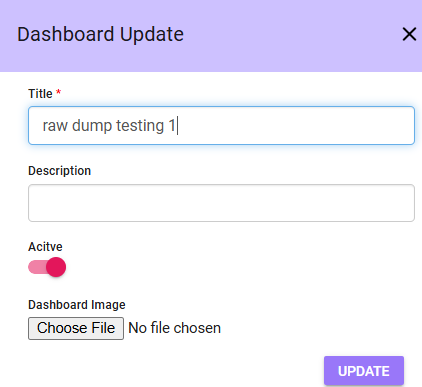 Dashboard Update
Title *
raw dump testing 1
Description
Acitve
Dashboard Image
Choose File No file chosen
UPDATE